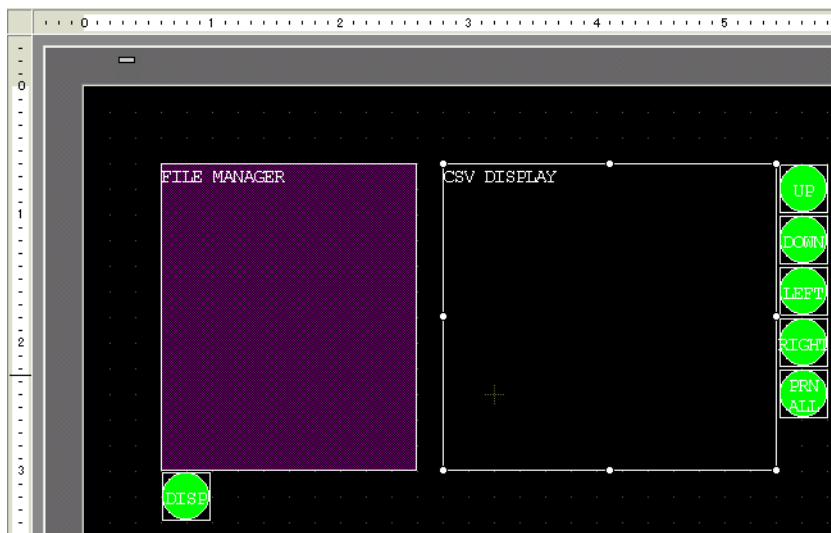 0 1 2 3 4 5
0
1
2
3
FILE MANAGER
CSV DISPLAY
UP
DOWN
LEFT
RIGHT
PRN
ALL
DISP